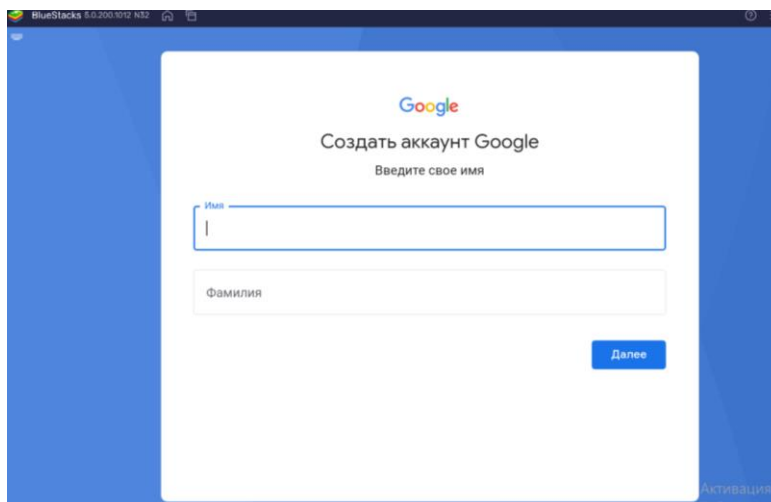 BlueStacks 5.0.200.1012 N32
Google
Создать аккаунт Google
Введите свое имя
Имя
Фамилия
Далее
Активация